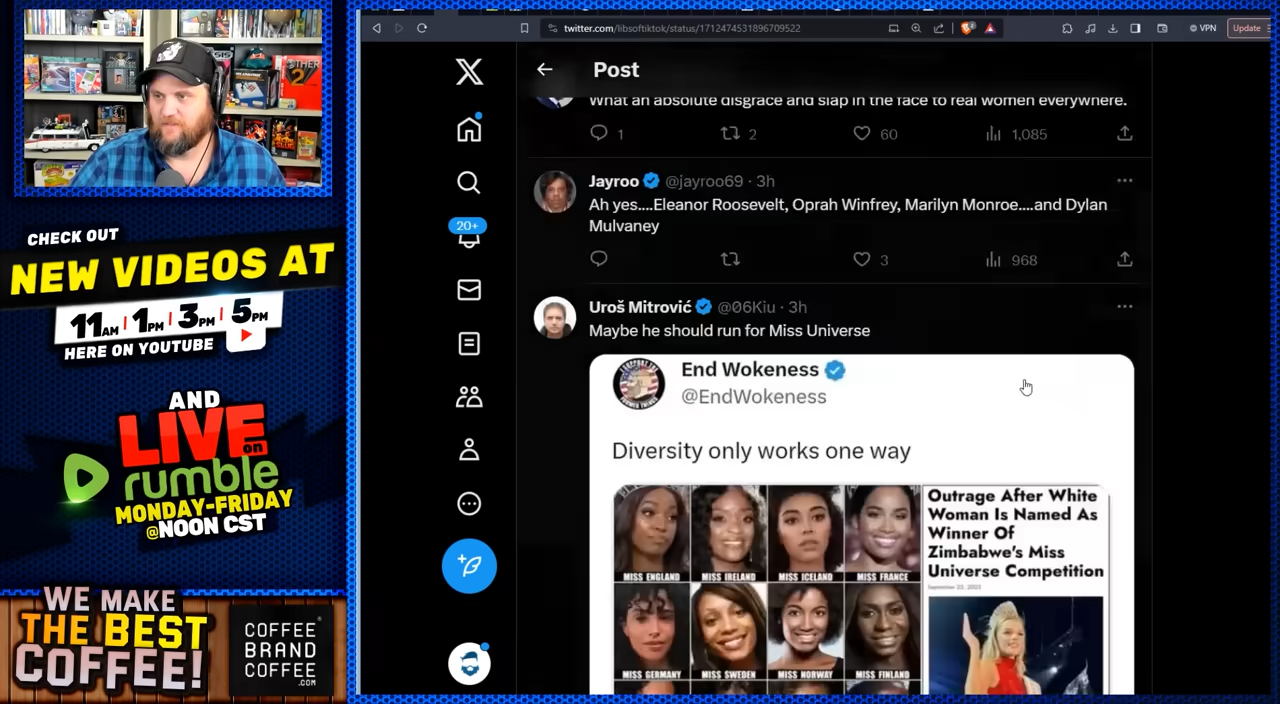 CHECK OUT
NEW VIDEOS AT
11AM | 1PM | 3PM | 5PM
HERE ON YOUTUBE
AND
LIVE on
rumble
MONDAY-FRIDAY
@NOON CST
WE MAKE
THE BEST
COFFEE!
COFFEE
BRAND
COFFEE
.COM
twitter.com/libsoftiktok/status/1712474531896709522
VPN
Update
X
20+
Post
What an absolute disgrace and slap in the face to real women everywhere.
1 2 60 1,085
Jayroo @jayroo69 · 3h
Ah yes....Eleanor Roosevelt, Oprah Winfrey, Marilyn Monroe....and Dylan
Mulvaney
3 968
Uroš Mitrović @06Kiu · 3h
Maybe he should run for Miss Universe
End Wokeness
@EndWokeness
Diversity only works one way
MISS ENGLAND MISS IRELAND MISS ICELAND MISS FRANCE
MISS GERMANY MISS SWEDEN MISS NORWAY MISS FINLAND
Outrage After White
Woman Is Named As
Winner Of
Zimbabwe's Miss
Universe Competition
September 22, 2023